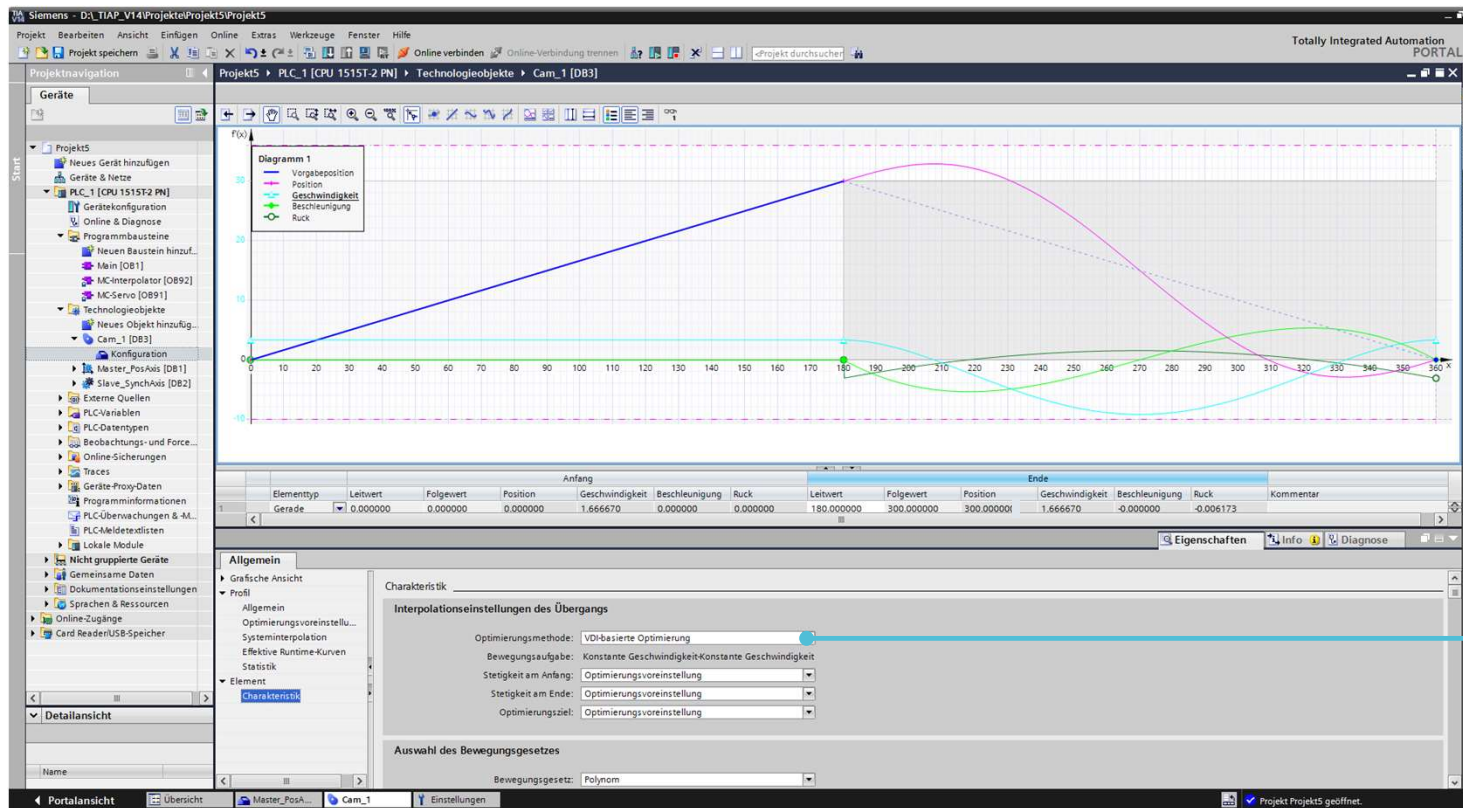 Siemens - D:\_TIAP_V14\Projekte\Projekt5\Projekt5
Projekt Bearbeiten Ansicht Einfügen Online Extras Werkzeuge Fenster Hilfe
Totally Integrated Automation
PORTAL
Projekt speichern
Online verbinden
Online-Verbindung trennen
<Projekt durchsuchen
Projektnavigation
Projekt5 PLC_1 [CPU 1515T-2 PN] Technologieobjekte Cam_1 [DB3]
Geräte
Start
Projekt5
Neues Gerät hinzufügen
Geräte & Netze
PLC_1 [CPU 1515T-2 PN]
Gerätekonfiguration
Online & Diagnose
Programmbausteine
Neuen Baustein hinzuf...
Main [OB1]
MC-Interpolator [OB92]
MC-Servo [OB91]
Technologieobjekte
Neues Objekt hinzufüg...
Cam_1 [DB3]
Konfiguration
Master_PosAxis [DB1]
Slave_SynchAxis [DB2]
Externe Quellen
PLC-Variablen
PLC-Datentypen
Beobachtungs- und Force...
Online-Sicherungen
Traces
Geräte-Proxy-Daten
Programminformationen
PLC-Überwachungen & -M...
PLC-Meldetextlisten
Lokale Module
Nicht gruppierte Geräte
Gemeinsame Daten
Dokumentationseinstellungen
Sprachen & Ressourcen
Online-Zugänge
Card Reader/USB-Speicher
Detailansicht
Name
f'(x)
Diagramm 1
Vorgabeposition
Position
Geschwindigkeit
Beschleunigung
Ruck
30
20
10
0
-10
0 10 20 30 40 50 60 70 80 90 100 110 120 130 140 150 160 170 180 190 200 210 220 230 240 250 260 270 280 290 300 310 320 330 340 350 360 x
Anfang Ende
Elementtyp Leitwert Folgewert Position Geschwindigkeit Beschleunigung Ruck Leitwert Folgewert Position Geschwindigkeit Beschleunigung Ruck Kommentar
1 Gerade 0.000000 0.000000 0.000000 1.666670 0.000000 0.000000 180.000000 300.000000 300.000000 1.666670 -0.000000 -0.006173
Eigenschaften Info Diagnose
Allgemein
Grafische Ansicht
Profil
Allgemein
Optimierungsvoreinstellu...
Systeminterpolation
Effektive Runtime-Kurven
Statistik
Element
Charakteristik
Charakteristik
Interpolationseinstellungen des Übergangs
Optimierungsmethode: VDI-basierte Optimierung
Bewegungsaufgabe: Konstante Geschwindigkeit-Konstante Geschwindigkeit
Stetigkeit am Anfang: Optimierungsvoreinstellung
Stetigkeit am Ende: Optimierungsvoreinstellung
Optimierungsziel: Optimierungsvoreinstellung
Auswahl des Bewegungsgesetzes
Bewegungsgesetz: Polynom
Portalansicht Übersicht Master_PosA... Cam_1 Einstellungen
Projekt Projekt5 geöffnet.